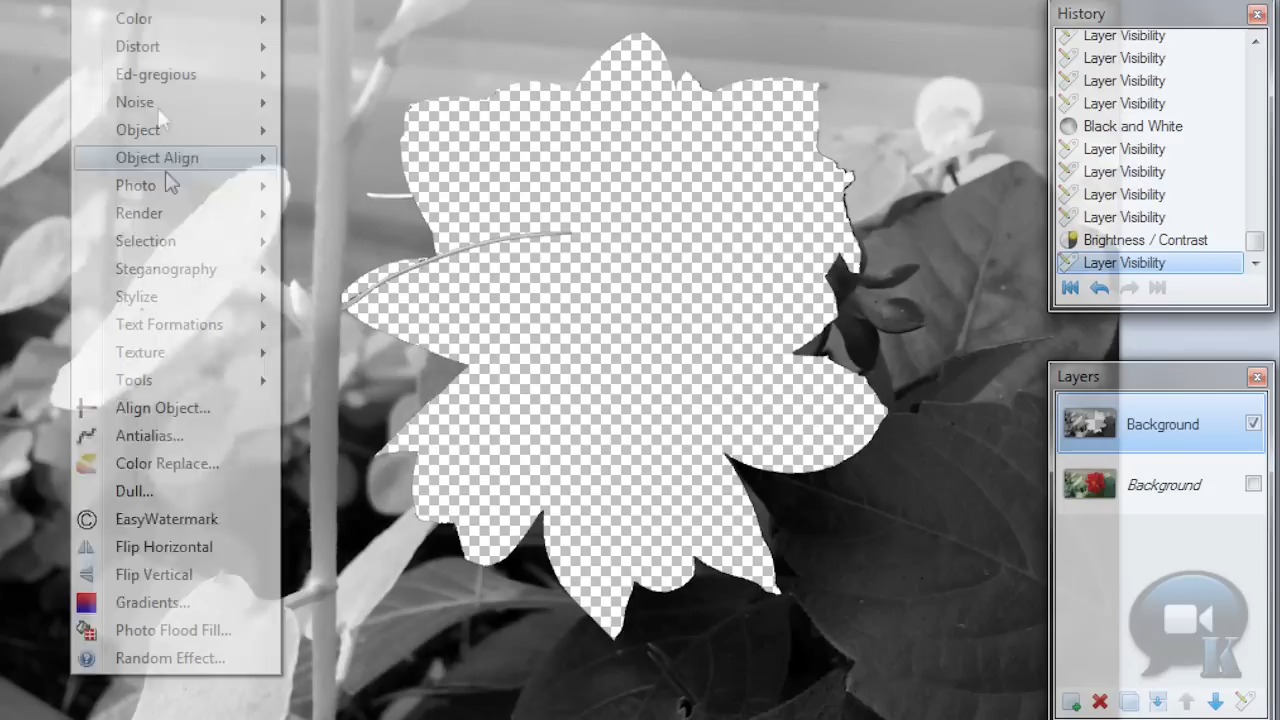 Color
Distort
Ed-gregious
Noise
Object
Object Align
Photo
Render
Selection
Steganography
Stylize
Text Formations
Texture
Tools
Align Object...
Antialias...
Color Replace...
Dull...
EasyWatermark
Flip Horizontal
Flip Vertical
Gradients...
Photo Flood Fill...
Random Effect...
History
Layer Visibility
Layer Visibility
Layer Visibility
Layer Visibility
Black and White
Layer Visibility
Layer Visibility
Layer Visibility
Layer Visibility
Brightness / Contrast
Layer Visibility
Layers
Background
Background
K